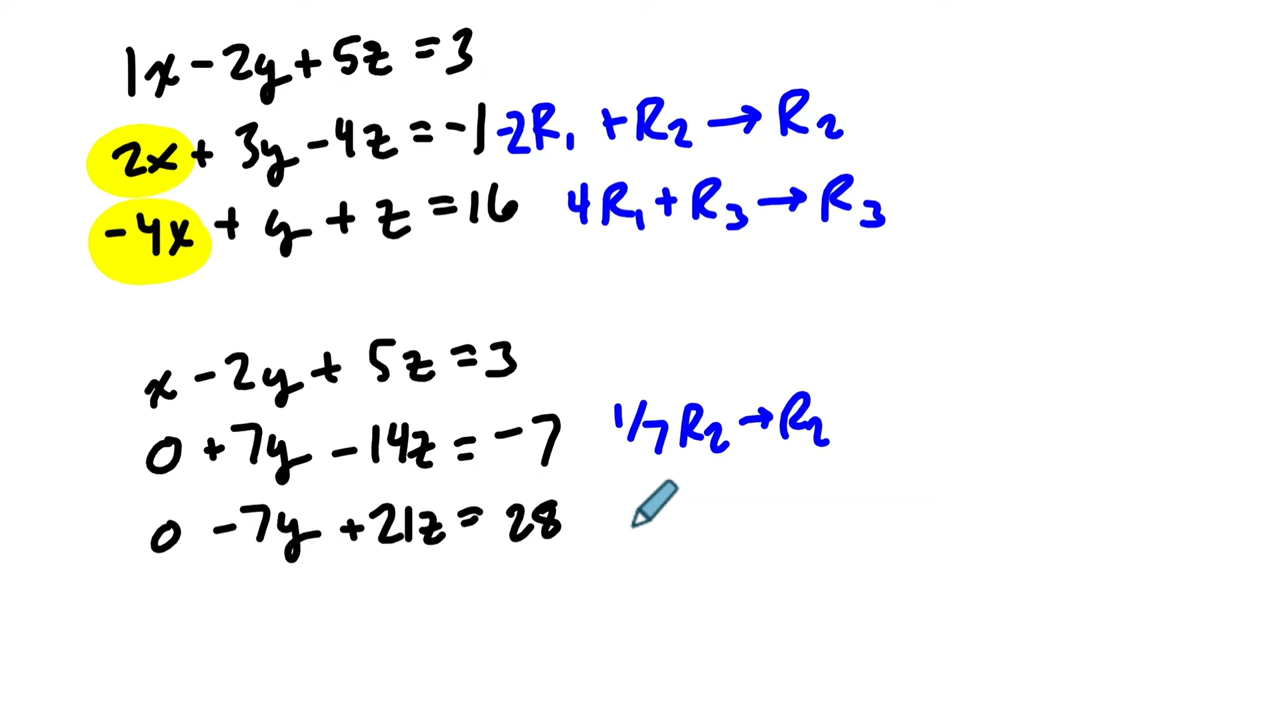 1x - 2y + 5z = 3
2x + 3y - 4z = -1 -2R₁ + R₂ → R₂
-4x + y + z = 16 4R₁ + R₃ → R₃
x - 2y + 5z = 3
0 + 7y - 14z = -7 1/7 R₂ → R₂
0 - 7y + 21z = 28